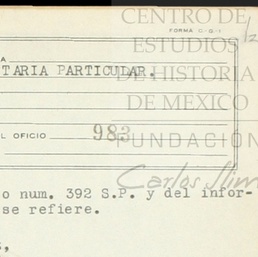 CENTRO DE
ESTUDIOS
FORMA C-G-1
A
TARIA PARTICULAR.
DE HISTORIA
DE MEXICO
L OFICIO 983
FUNDACIÓN
Carlos Slim
o num. 392 S.P. y del infor-
se refiere.